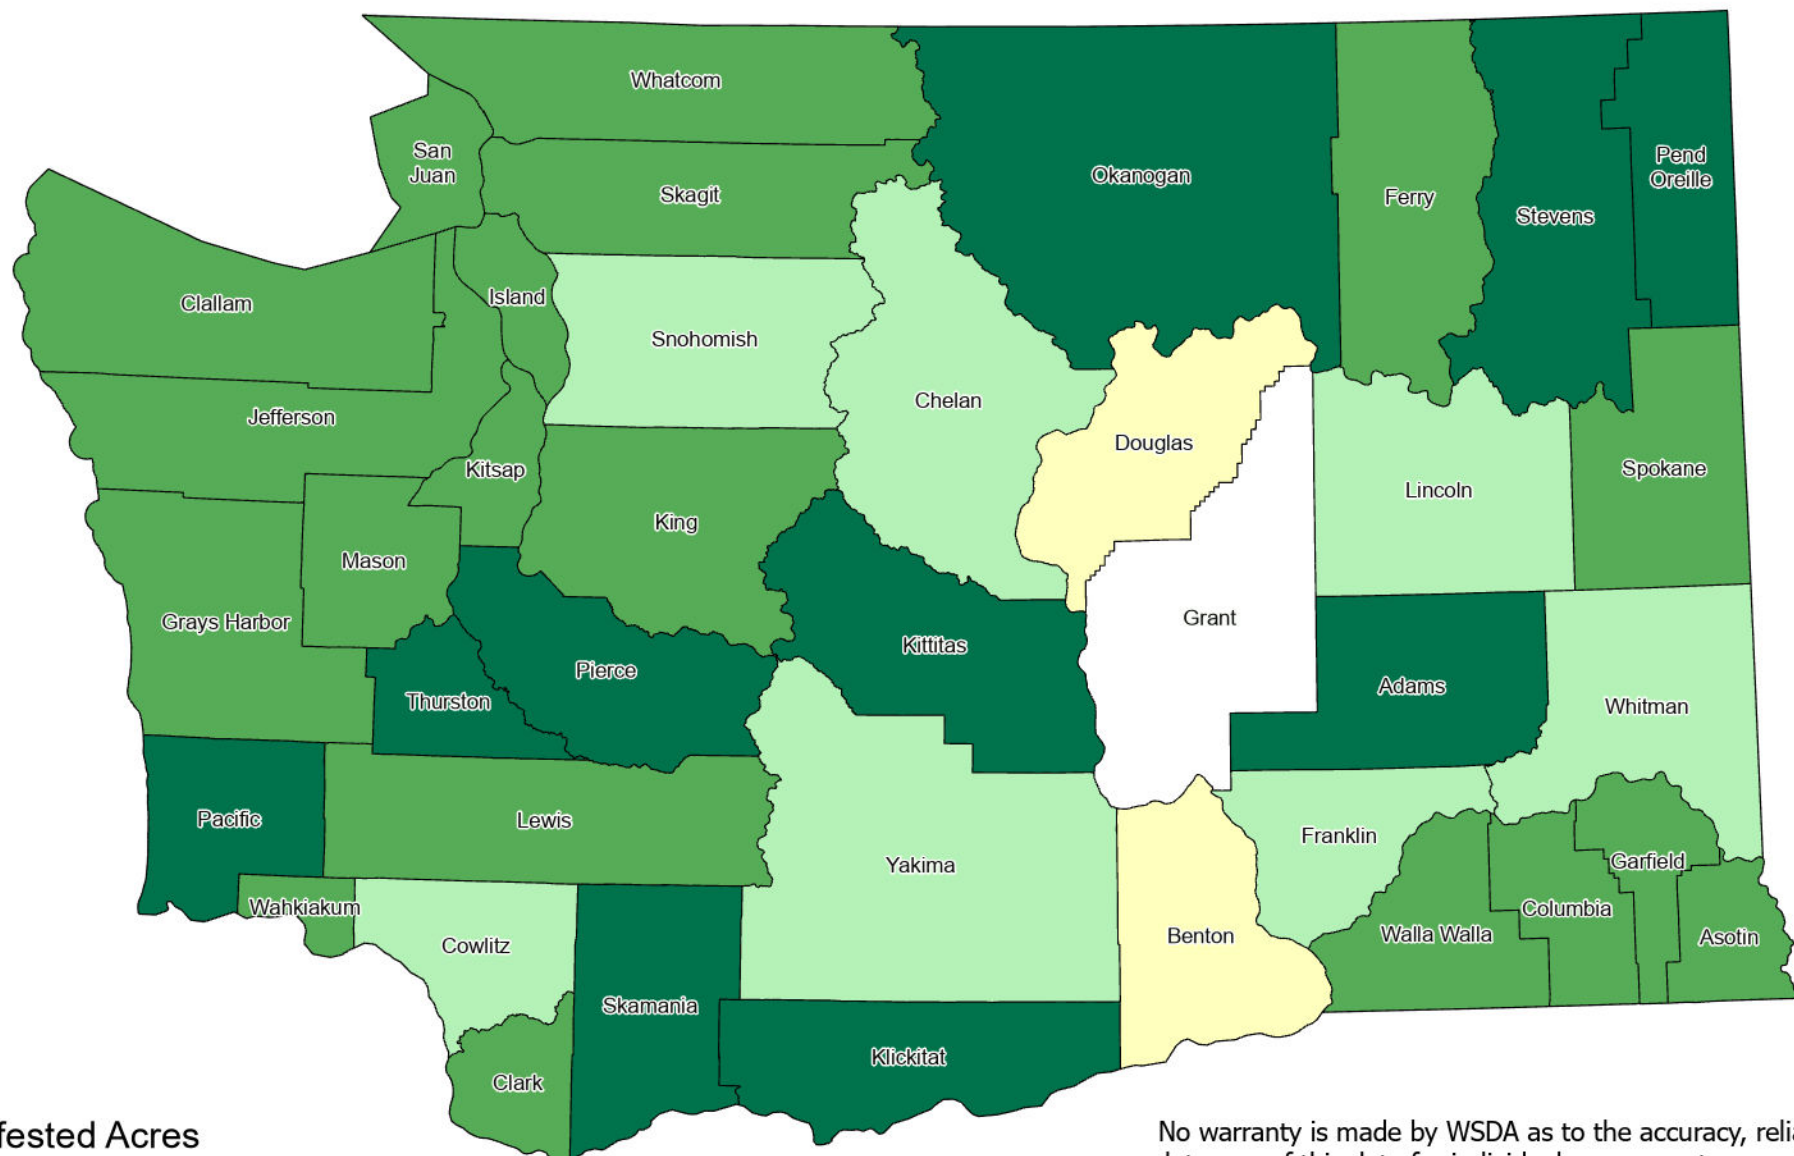 Whatcom
San
Juan
Skagit
Okanogan
Ferry
Stevens
Pend
Oreille
Clallam
Island
Snohomish
Chelan
Douglas
Jefferson
Kitsap
King
Lincoln
Spokane
Mason
Grays Harbor
Grant
Kittitas
Pierce
Thurston
Adams
Whitman
Pacific
Lewis
Yakima
Franklin
Garfield
Wahkiakum
Cowlitz
Benton
Walla Walla
Columbia
Asotin
Skamania
Klickitat
Clark
fested Acres
No warranty is made by WSDA as to the accuracy, relia